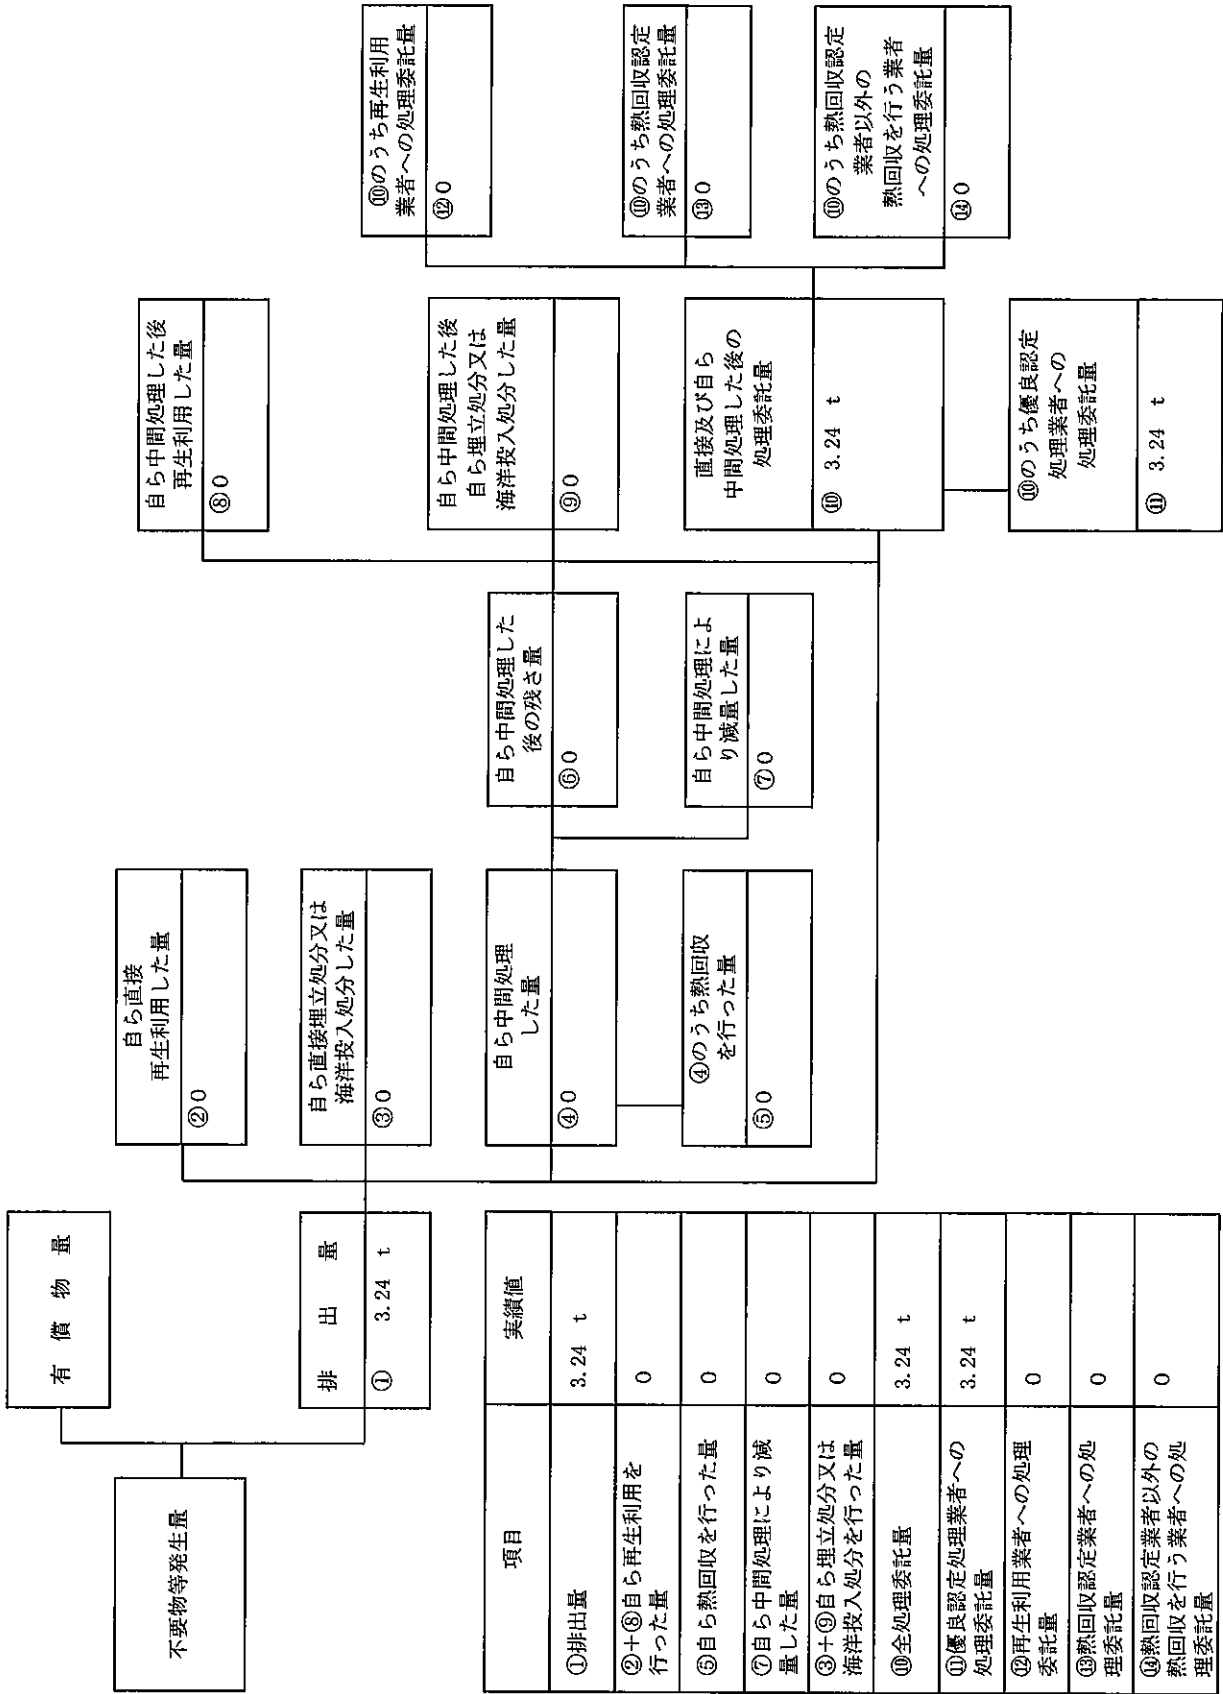 不要物等発生量
有償物量
排出量
① 3.24 t
自ら直接
再生利用した量
②0
自ら直接埋立処分又は
海洋投入処分した量
③0
自ら中間処理
した量
④0
④のうち熱回収
を行った量
⑤0
自ら中間処理した
後の残さ量
⑥0
自ら中間処理によ
り減量した量
⑦0
自ら中間処理した後
再生利用した量
⑧0
自ら中間処理した後
自ら埋立処分又は
海洋投入処分した量
⑨0
直接及び自ら
中間処理した後の
処理委託量
⑩ 3.24 t
⑩のうち優良認定
処理業者への
処理委託量
⑪ 3.24 t
⑩のうち再生利用
業者への処理委託量
⑫0
⑩のうち熱回収認定
業者への処理委託量
⑬0
⑩のうち熱回収認定
業者以外の
熱回収を行う業者
への処理委託量
⑭0
項目 実績値
①排出量 3.24 t
②+⑧自ら再生利用を
行った量 0
⑤自ら熱回収を行った量 0
⑦自ら中間処理により減
量した量 0
③+⑨自ら埋立処分又は
海洋投入処分を行った量 0
⑩全処理委託量 3.24 t
⑪優良認定処理業者への
処理委託量 3.24 t
⑫再生利用業者への処理
委託量 0
⑬熱回収認定業者への処
理委託量 0
⑭熱回収認定業者以外の
熱回収を行う業者への処
理委託量 0